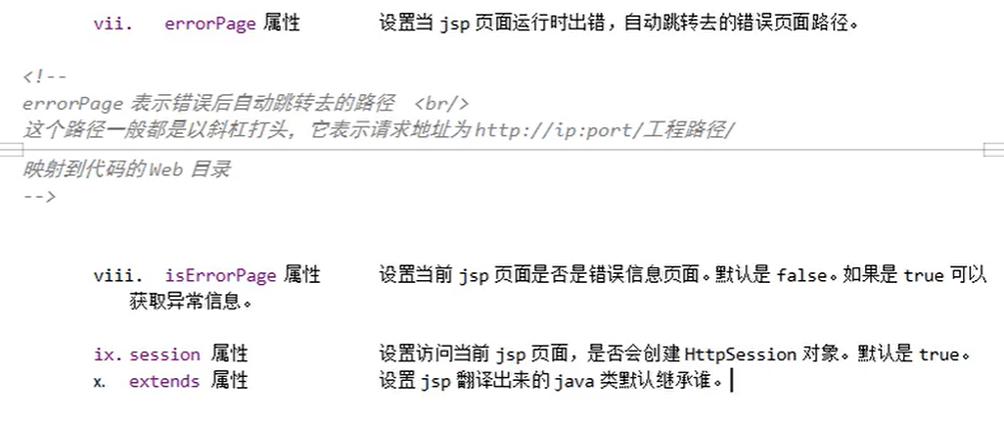 vii. errorPage 属性 设置当 jsp 页面运行时出错，自动跳转去的错误页面路径。
<!--
errorPage 表示错误后自动跳转去的路径 <br/>
这个路径一般都是以斜杠打头，它表示请求地址为 http://ip:port/工程路径/
映射到代码的 Web 目录
-->
viii. isErrorPage 属性 设置当前 jsp 页面是否是错误信息页面。默认是 false。如果是 true 可以
获取异常信息。
ix. session 属性 设置访问当前 jsp 页面，是否会创建 HttpSession 对象。默认是 true。
x. extends 属性 设置 jsp 翻译出来的 java 类默认继承谁。